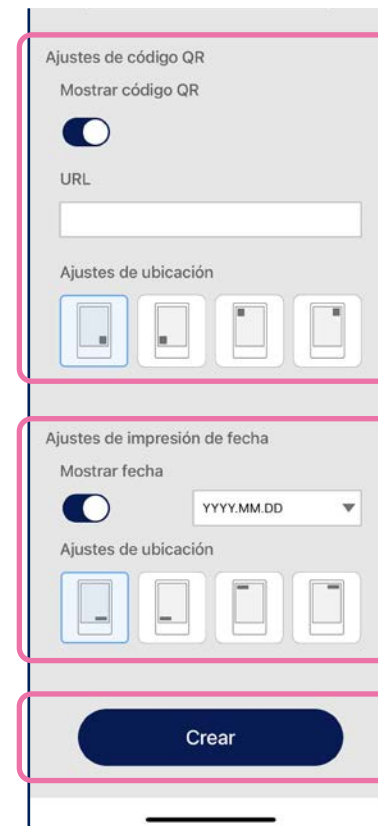 Ajustes de código QR
Mostrar código QR
URL
Ajustes de ubicación
Ajustes de impresión de fecha
Mostrar fecha
YYYY.MM.DD
Ajustes de ubicación
Crear